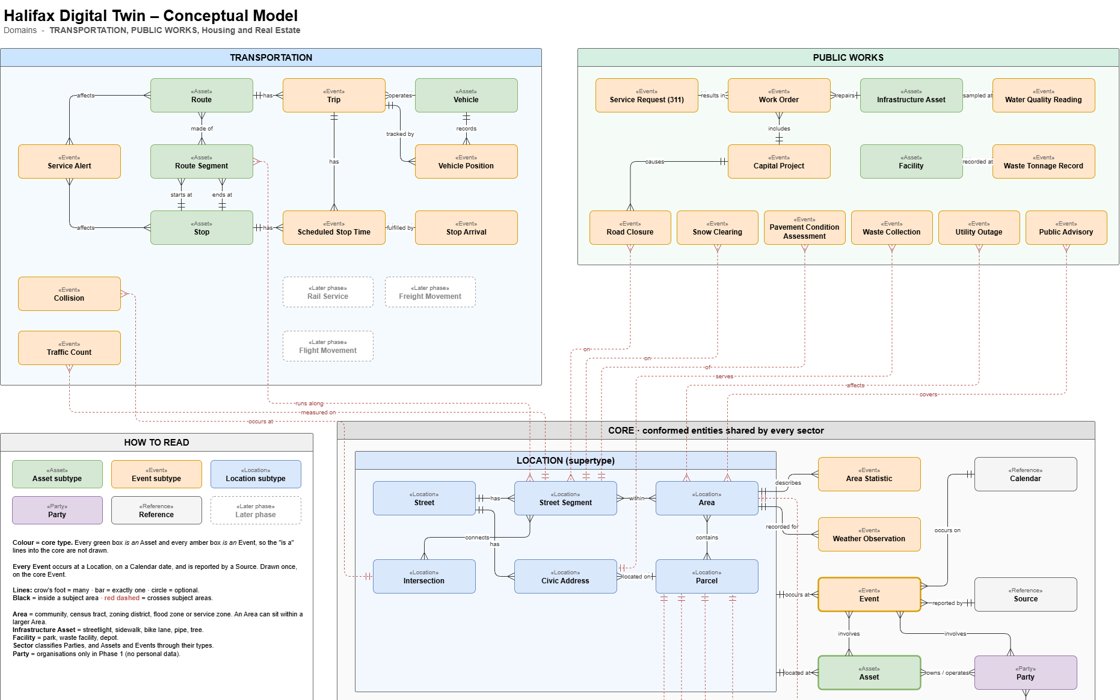 Halifax Digital Twin – Conceptual Model
Domains - TRANSPORTATION, PUBLIC WORKS, Housing and Real Estate
TRANSPORTATION
«Asset»
Route
has
«Event»
Trip
operates
«Asset»
Vehicle
affects
made of
tracked by
records
«Event»
Service Alert
«Asset»
Route Segment
has
«Event»
Vehicle Position
starts at
ends at
affects
«Asset»
Stop
has
«Event»
Scheduled Stop Time
fulfilled by
«Event»
Stop Arrival
«Event»
Collision
«Later phase»
Rail Service
«Later phase»
Freight Movement
«Event»
Traffic Count
«Later phase»
Flight Movement
PUBLIC WORKS
«Event»
Service Request (311)
results in
«Event»
Work Order
repairs
«Asset»
Infrastructure Asset
sampled at
«Event»
Water Quality Reading
includes
causes
«Event»
Capital Project
«Asset»
Facility
recorded at
«Event»
Waste Tonnage Record
«Event»
Road Closure
«Event»
Snow Clearing
«Event»
Pavement Condition
Assessment
«Event»
Waste Collection
«Event»
Utility Outage
«Event»
Public Advisory
on
on
of
serves
affects
covers
runs along
measured on
occurs at
HOW TO READ
«Asset»
Asset subtype
«Event»
Event subtype
«Location»
Location subtype
«Party»
Party
«Reference»
Reference
«Later phase»
Later phase
Colour = core type. Every green box is an Asset and every amber box is an Event, so the "is a"
lines into the core are not drawn.
Every Event occurs at a Location, on a Calendar date, and is reported by a Source. Drawn once,
on the core Event.
Lines: crow's foot = many · bar = exactly one · circle = optional.
Black = inside a subject area · red dashed = crosses subject areas.
Area = community, census tract, zoning district, flood zone or service zone. An Area can sit within a
larger Area.
Infrastructure Asset = streetlight, sidewalk, bike lane, pipe, tree.
Facility = park, waste facility, depot.
Sector classifies Parties, and Assets and Events through their types.
Party = organisations only in Phase 1 (no personal data).
CORE · conformed entities shared by every sector
LOCATION (supertype)
«Location»
Street
has
«Location»
Street Segment
within
«Location»
Area
connects
has
contains
«Location»
Intersection
«Location»
Civic Address
located on
«Location»
Parcel
describes
«Event»
Area Statistic
«Reference»
Calendar
recorded for
«Event»
Weather Observation
occurs on
occurs at
«Event»
Event
reported by
«Reference»
Source
involves
involves
located at
«Asset»
Asset
owns / operates
«Party»
Party